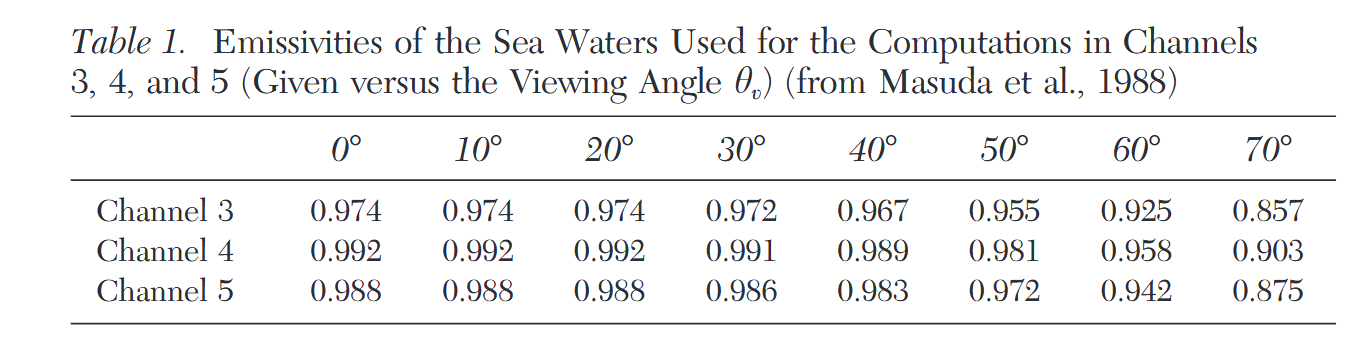 Table 1. Emissivities of the Sea Waters Used for the Computations in Channels
3, 4, and 5 (Given versus the Viewing Angle θv) (from Masuda et al., 1988)
0° 10° 20° 30° 40° 50° 60° 70°
Channel 3 0.974 0.974 0.974 0.972 0.967 0.955 0.925 0.857
Channel 4 0.992 0.992 0.992 0.991 0.989 0.981 0.958 0.903
Channel 5 0.988 0.988 0.988 0.986 0.983 0.972 0.942 0.875